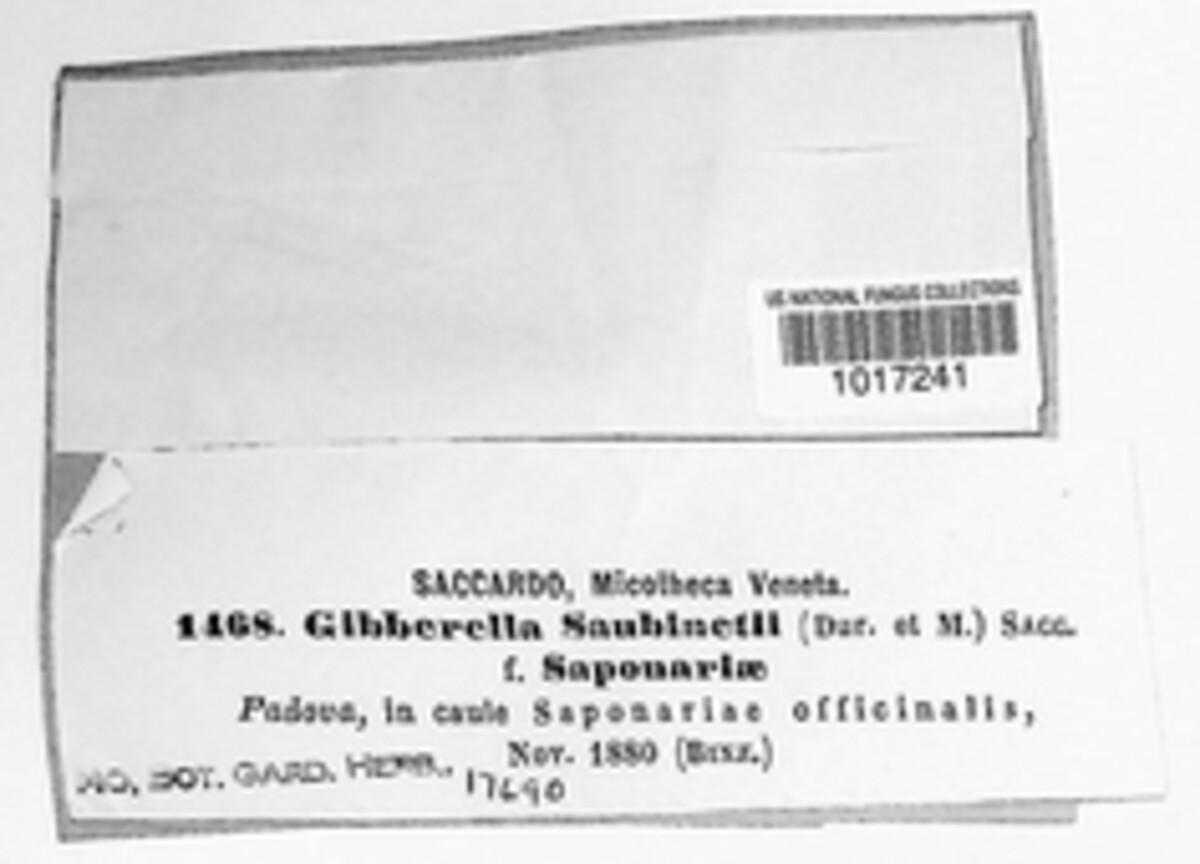 US NATIONAL FUNGUS COLLECTIONS
1017241
SACCARDO, Micotheca Veneta.
1468. Gibberella Saubinetii (Dur. et M.) SACC.
f. Saponariæ
Padova, in caule Saponariae officinalis,
Nov. 1880 (BIZZ.)
MO. BOT. GARD. HERB., 17690